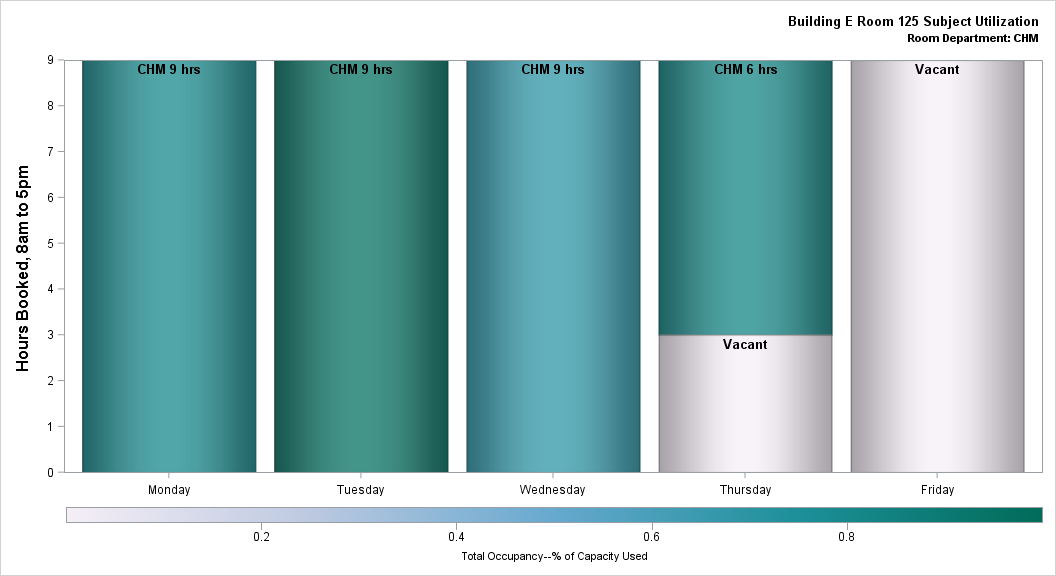 Building E Room 125 Subject Utilization
Room Department: CHM
Hours Booked, 8am to 5pm
9
8
7
6
5
4
3
2
1
0
CHM 9 hrs
CHM 9 hrs
CHM 9 hrs
CHM 6 hrs
Vacant
Vacant
Monday
Tuesday
Wednesday
Thursday
Friday
0.2
0.4
0.6
0.8
Total Occupancy--% of Capacity Used